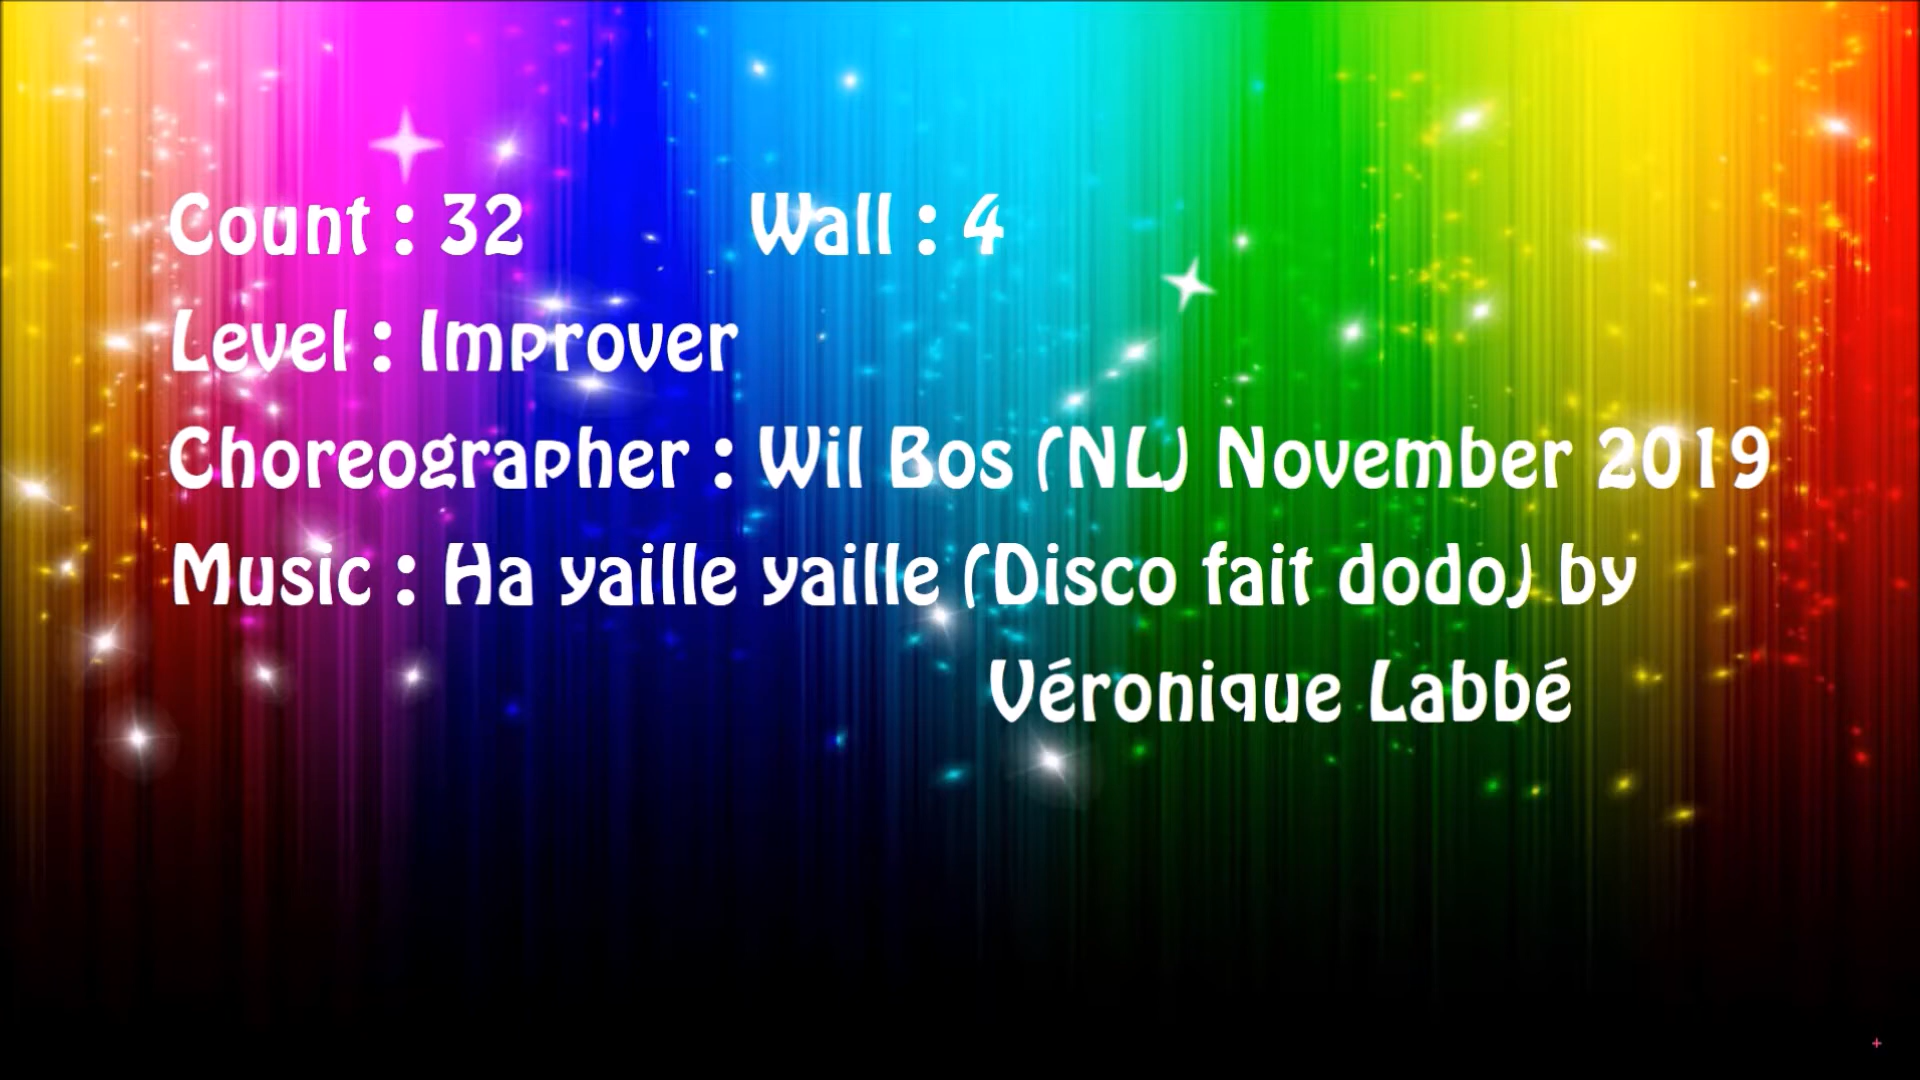 Count : 32 Wall : 4
Level : Improver
Choreographer : Wil Bos (NL) November 2019
Music : Ha yaille yaille (Disco fait dodo) by
Véronique Labbé